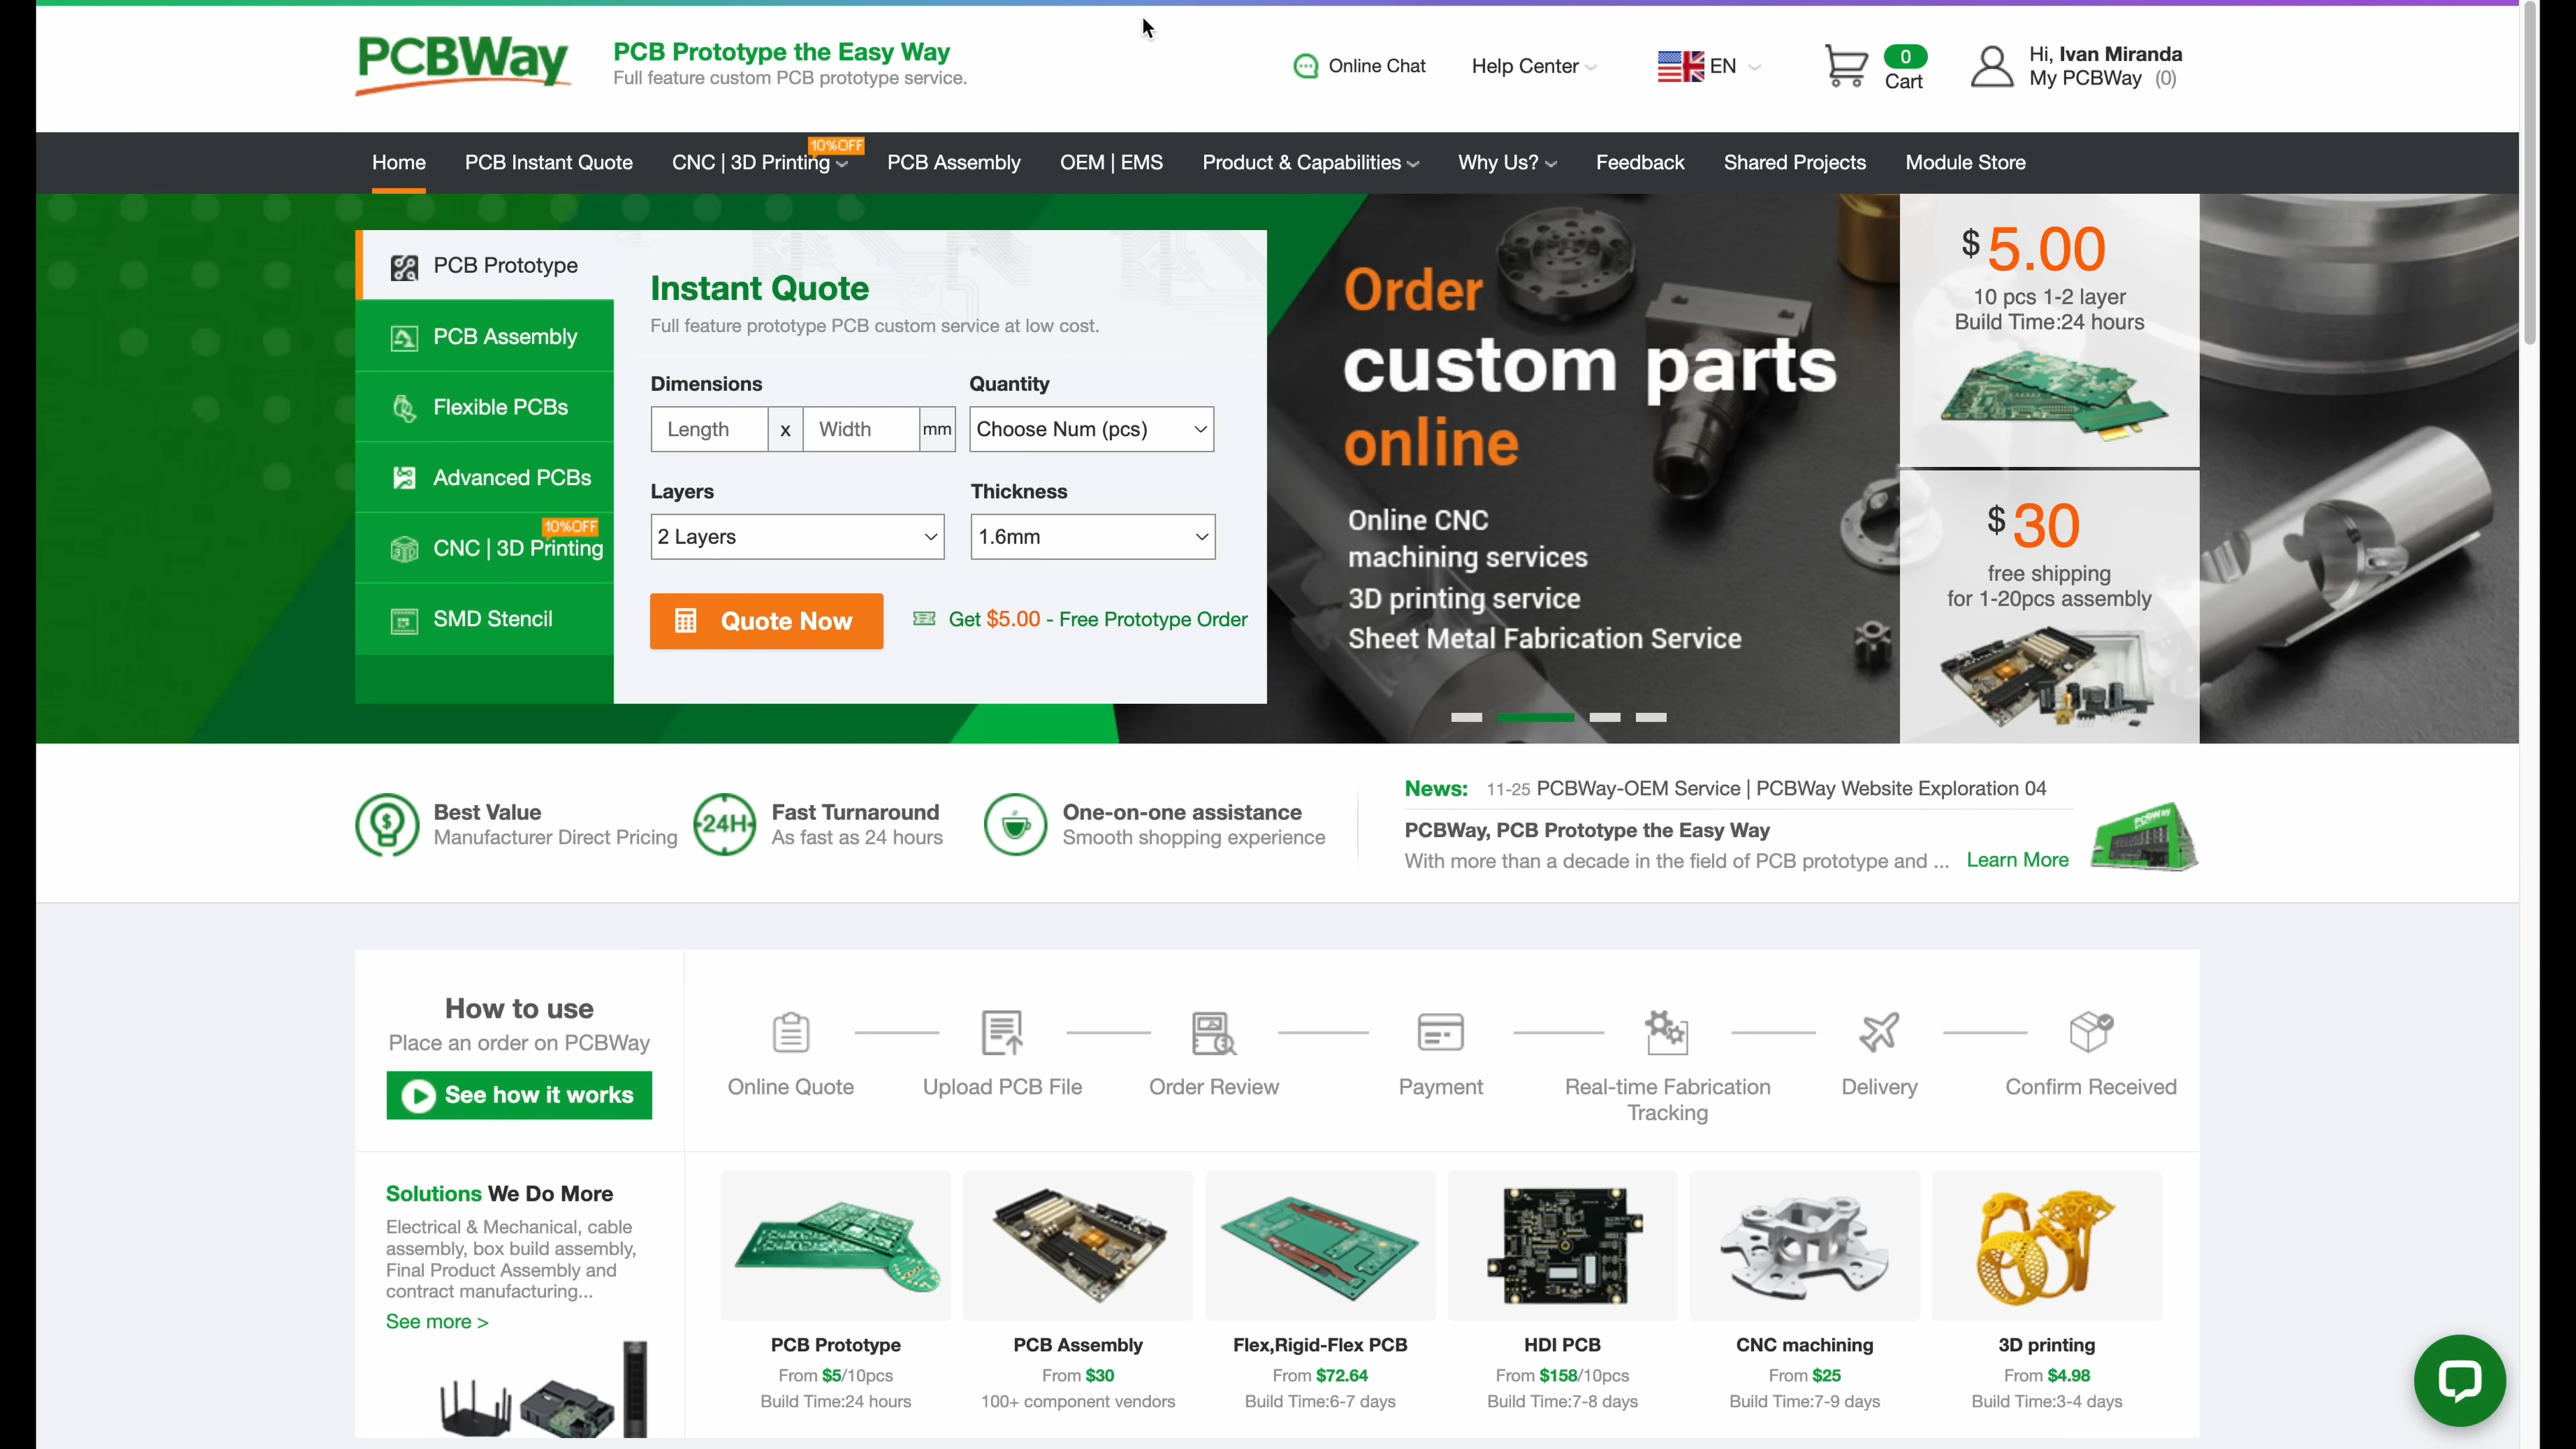 PCBWay
PCB Prototype the Easy Way
Full feature custom PCB prototype service.
Online Chat
Help Center
EN
0
Cart
Hi, Ivan Miranda
My PCBWay (0)
Home
PCB Instant Quote
CNC | 3D Printing
10%OFF
PCB Assembly
OEM | EMS
Product & Capabilities
Why Us?
Feedback
Shared Projects
Module Store
PCB Prototype
PCB Assembly
Flexible PCBs
Advanced PCBs
10%OFF
CNC | 3D Printing
SMD Stencil
Instant Quote
Full feature prototype PCB custom service at low cost.
Dimensions
Quantity
Length x Width mm
Choose Num (pcs)
Layers
Thickness
2 Layers
1.6mm
Quote Now
Get $5.00 - Free Prototype Order
Order
custom parts
online
Online CNC
machining services
3D printing service
Sheet Metal Fabrication Service
$5.00
10 pcs 1-2 layer
Build Time:24 hours
$30
free shipping
for 1-20pcs assembly
Best Value
Manufacturer Direct Pricing
24H
Fast Turnaround
As fast as 24 hours
One-on-one assistance
Smooth shopping experience
News: 11-25 PCBWay-OEM Service | PCBWay Website Exploration 04
PCBWay, PCB Prototype the Easy Way
With more than a decade in the field of PCB prototype and ... Learn More
PCBWay
How to use
Place an order on PCBWay
See how it works
Online Quote
Upload PCB File
Order Review
Payment
Real-time Fabrication
Tracking
Delivery
Confirm Received
Solutions We Do More
Electrical & Mechanical, cable
assembly, box build assembly,
Final Product Assembly and
contract manufacturing...
See more >
PCB Prototype
From $5/10pcs
Build Time:24 hours
PCB Assembly
From $30
100+ component vendors
Flex,Rigid-Flex PCB
From $72.64
Build Time:6-7 days
HDI PCB
From $158/10pcs
Build Time:7-8 days
CNC machining
From $25
Build Time:7-9 days
3D printing
From $4.98
Build Time:3-4 days